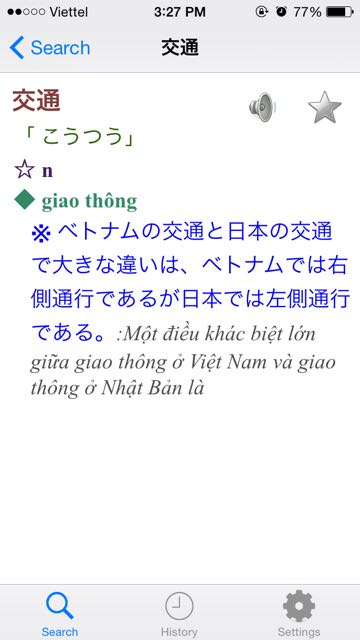 Viettel 3:27 PM 77%
Search 交通
交通
「 こうつう」
☆ n
◆ giao thông
※ ベトナムの交通と日本の交通
で大きな違いは、ベトナムでは右
側通行であるが日本では左側通行
である。:Một điều khác biệt lớn
giữa giao thông ở Việt Nam và giao
thông ở Nhật Bản là
Search History Settings